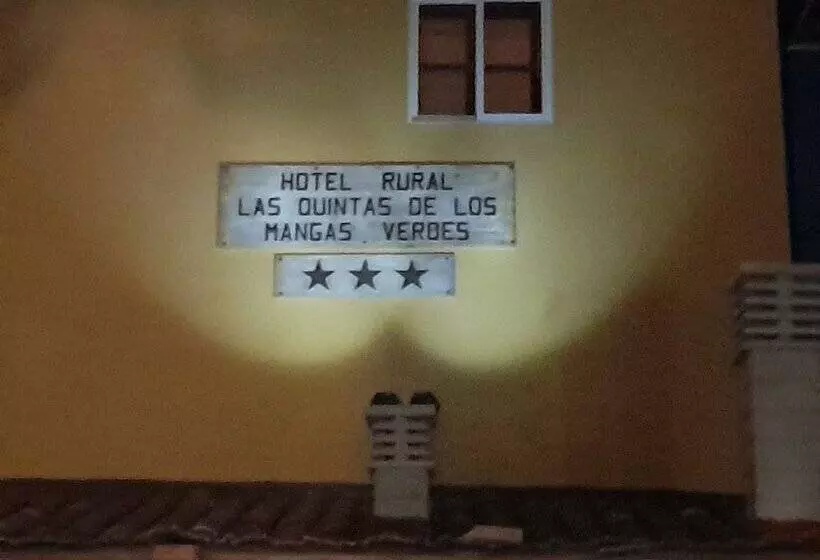 HOTEL RURAL
LAS QUINTAS DE LOS
MANGAS VERDES